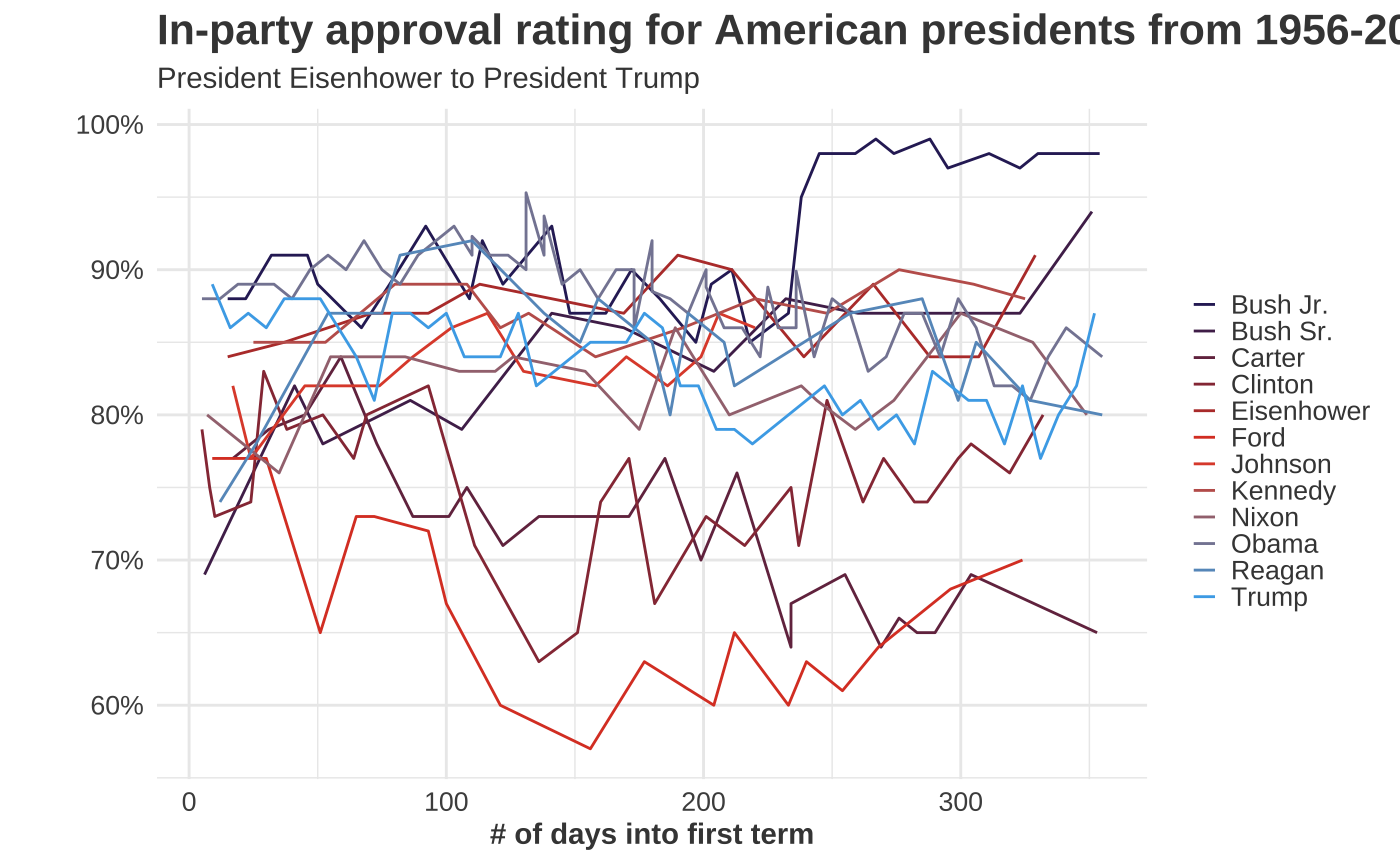 In-party approval rating for American presidents from 1956-20
President Eisenhower to President Trump
100%
90%
80%
70%
60%
0 100 200 300
# of days into first term
Bush Jr.
Bush Sr.
Carter
Clinton
Eisenhower
Ford
Johnson
Kennedy
Nixon
Obama
Reagan
Trump